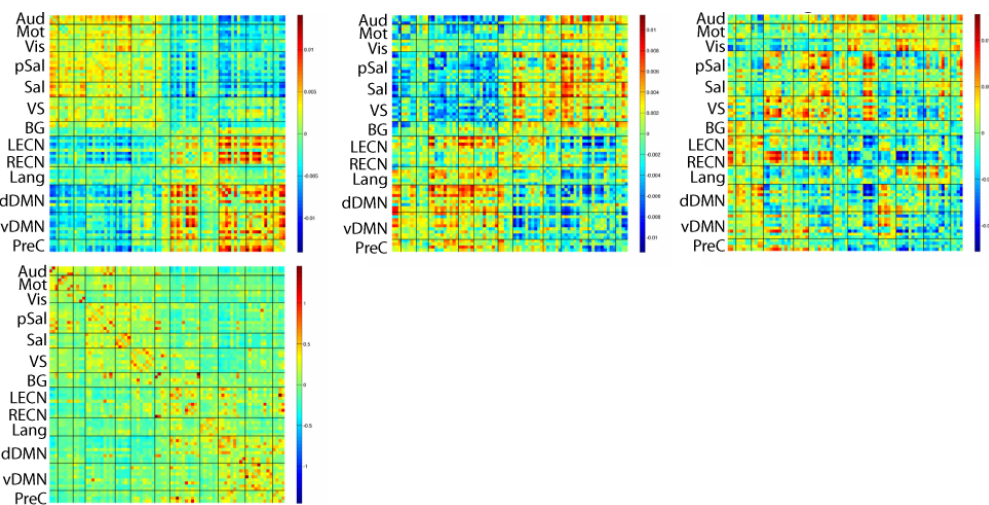 Aud
Mot
Vis
pSal
Sal
VS
BG
LECN
RECN
Lang
dDMN
vDMN
PreC
0.01
0.005
0
-0.005
-0.01
Aud
Mot
Vis
pSal
Sal
VS
BG
LECN
RECN
Lang
dDMN
vDMN
PreC
0.01
0.008
0.006
0.004
0.002
0
-0.002
-0.004
-0.006
-0.008
-0.01
Aud
Mot
Vis
pSal
Sal
VS
BG
LECN
RECN
Lang
dDMN
vDMN
PreC
0
Aud
Mot
Vis
pSal
Sal
VS
BG
LECN
RECN
Lang
dDMN
vDMN
PreC
1
0.5
0
-0.5
-1